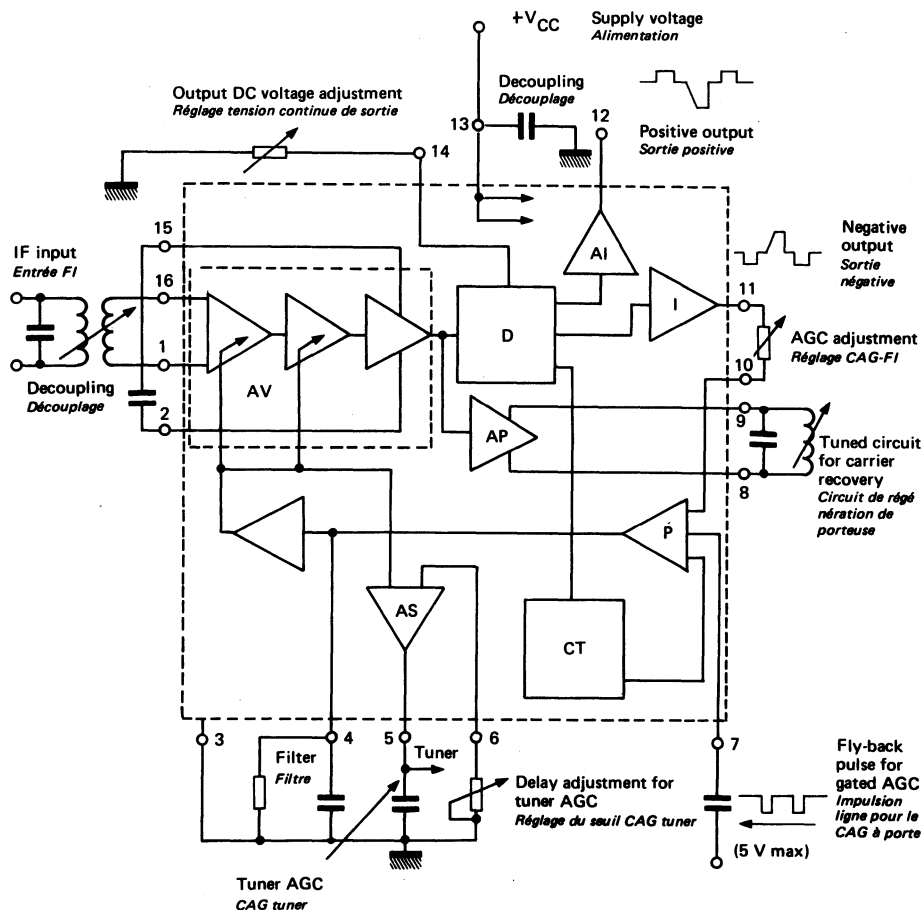 +VCC
Supply voltage
Alimentation
Output DC voltage adjustment
Réglage tension continue de sortie
Decoupling
Découplage
13
12
14
Positive output
Sortie positive
IF input
Entrée FI
15
16
1
2
Decoupling
Découplage
AV
D
AI
I
Negative
output
Sortie
négative
11
10
AGC adjustment
Réglage CAG-FI
AP
9
8
Tuned circuit
for carrier
recovery
Circuit de régé
nération de
porteuse
P
AS
CT
3
4
5
6
7
Filter
Filtre
Tuner
Delay adjustment for
tuner AGC
Réglage du seuil CAG tuner
Fly-back
pulse for
gated AGC
Impulsion
ligne pour le
CAG à porte
(5 V max)
Tuner AGC
CAG tuner